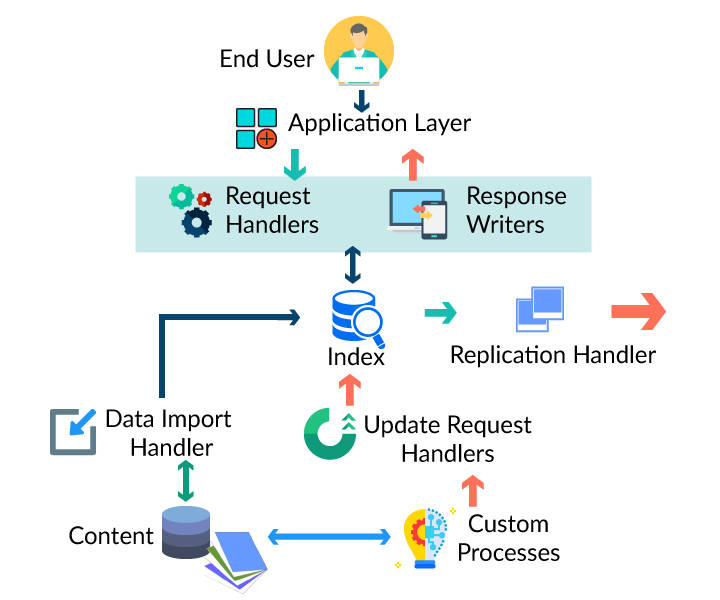 End User
Application Layer
Request
Handlers
Response
Writers
Index
Replication Handler
Data Import
Handler
Update Request
Handlers
Content
Custom
Processes